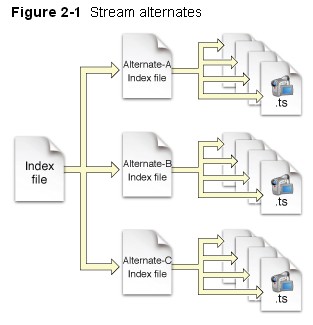 Figure 2-1 Stream alternates
Alternate-A
Index file
.ts
Index
file
Alternate-B
Index file
.ts
Alternate-C
Index file
.ts